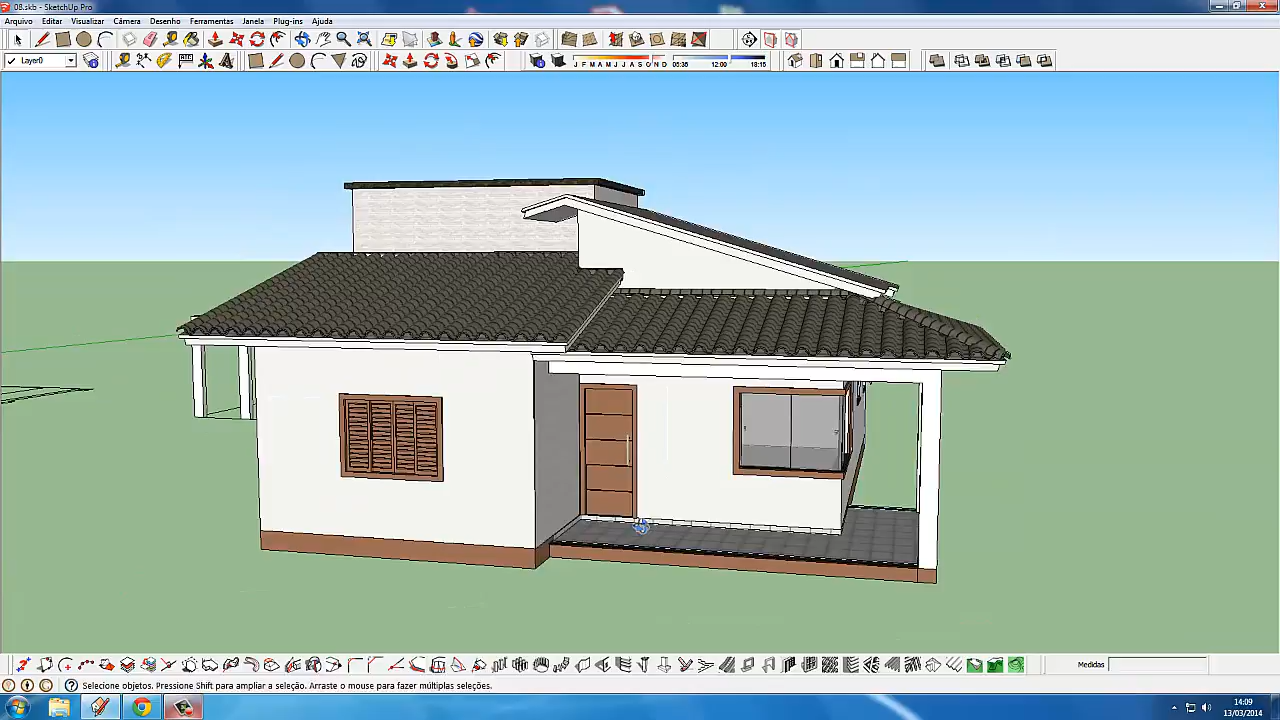 08.skb - SketchUp Pro
Arquivo Editar Visualizar Câmera Desenho Ferramentas Janela Plug-ins Ajuda
Layer0
J F M A M J J A S O N D 06:36 12:00 18:15
Medidas
Selecione objetos. Pressione Shift para ampliar a seleção. Arraste o mouse para fazer múltiplas seleções.
14:09
13/03/2014